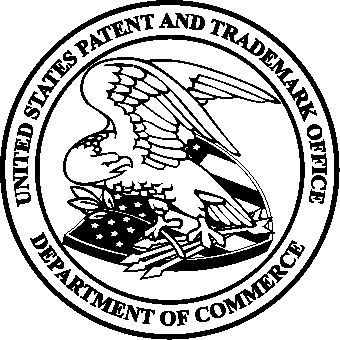 UNITED STATES PATENT AND TRADEMARK OFFICE
DEPARTMENT OF COMMERCE